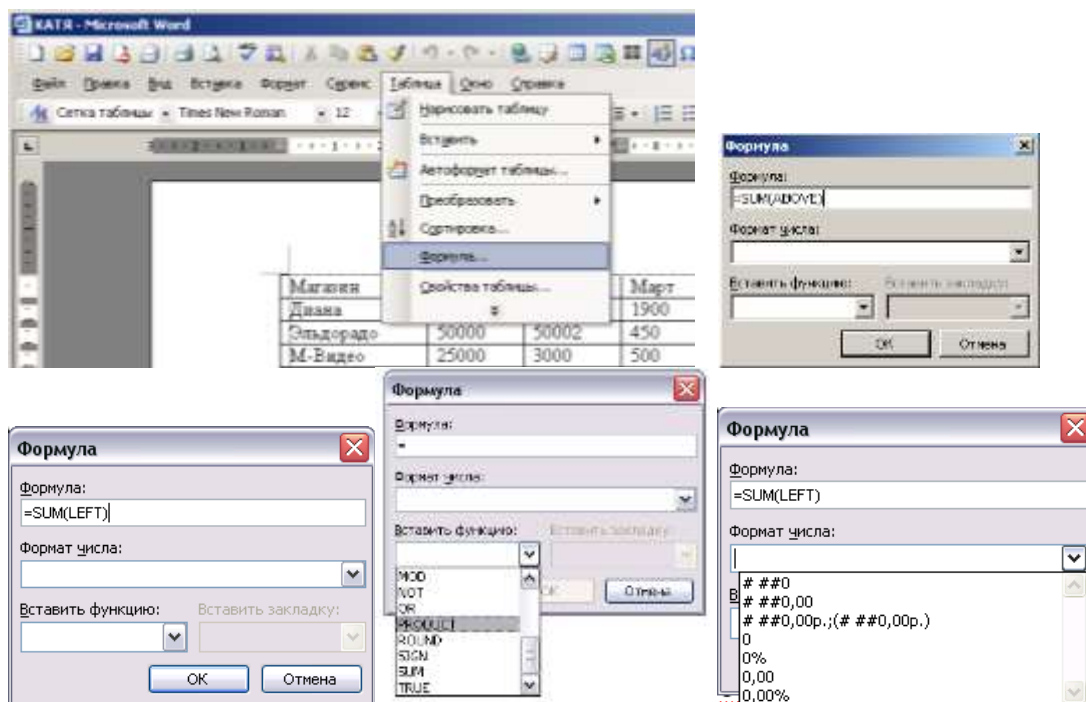 КАТЯ - Microsoft Word
Файл Правка Вид Вставка Формат Сервис Таблица Окно Справка
Сетка таблицы Times New Roman 12
Нарисовать таблицу
Вставить
Автоформат таблицы...
Преобразовать
Сортировка...
Формула...
Свойства таблицы...
Магазин Март
Диана 1900
Эльдорадо 50000 50002 450
М-Видео 25000 3000 500
Формула
Формула:
=SUM(ABOVE)
Формат числа:
Вставить функцию: Вставить закладку:
ОК Отмена
Формула
Формула:
=SUM(LEFT)
Формат числа:
Вставить функцию: Вставить закладку:
ОК Отмена
Формула
Формула:
=
Формат числа:
Вставить функцию: Вставить закладку:
MOD
NOT
OR
PRODUCT
ROUND
SIGN
SUM
TRUE
ОК Отмена
Формула
Формула:
=SUM(LEFT)
Формат числа:
# ##0
# ##0,00
# ##0,00р.;(# ##0,00р.)
0
0%
0,00
0,00%
В